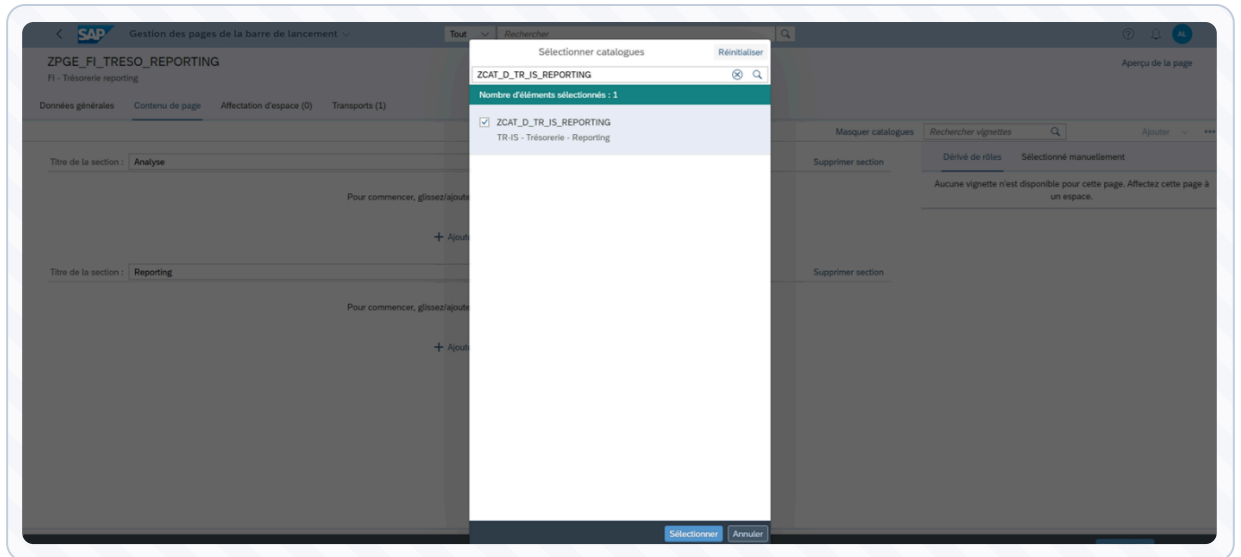 SAP Gestion des pages de la barre de lancement Tout Rechercher AL
ZPGE_FI_TRESO_REPORTING
FI - Trésorerie reporting
Aperçu de la page
Données générales Contenu de page Affectation d'espace (0) Transports (1)
Sélectionner catalogues Réinitialiser
ZCAT_D_TR_IS_REPORTING
Nombre d'éléments sélectionnés : 1
ZCAT_D_TR_IS_REPORTING
TR-IS - Trésorerie - Reporting
Masquer catalogues Rechercher vignettes Ajouter
Titre de la section : Analyse Supprimer section
Dérivé de rôles Sélectionné manuellement
Aucune vignette n'est disponible pour cette page. Affectez cette page à
un espace.
Pour commencer, glissez/ajoute
+ Ajout
Titre de la section : Reporting Supprimer section
Pour commencer, glissez/ajoute
+ Ajout
Sélectionner Annuler